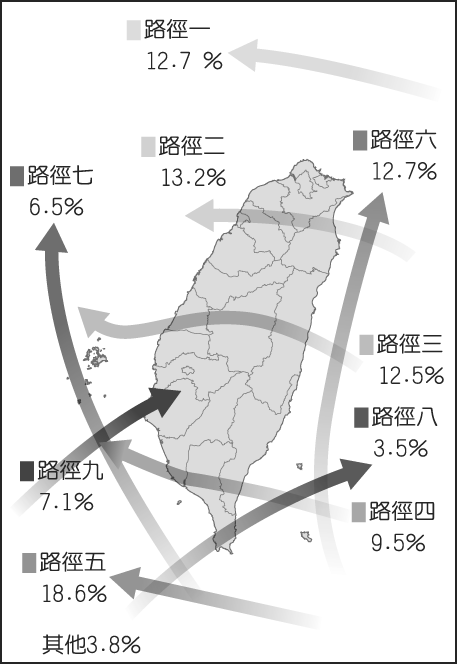 路徑一
12.7 %
路徑二
13.2%
路徑六
12.7%
路徑七
6.5%
路徑三
12.5%
路徑八
3.5%
路徑九
7.1%
路徑四
9.5%
路徑五
18.6%
其他3.8%